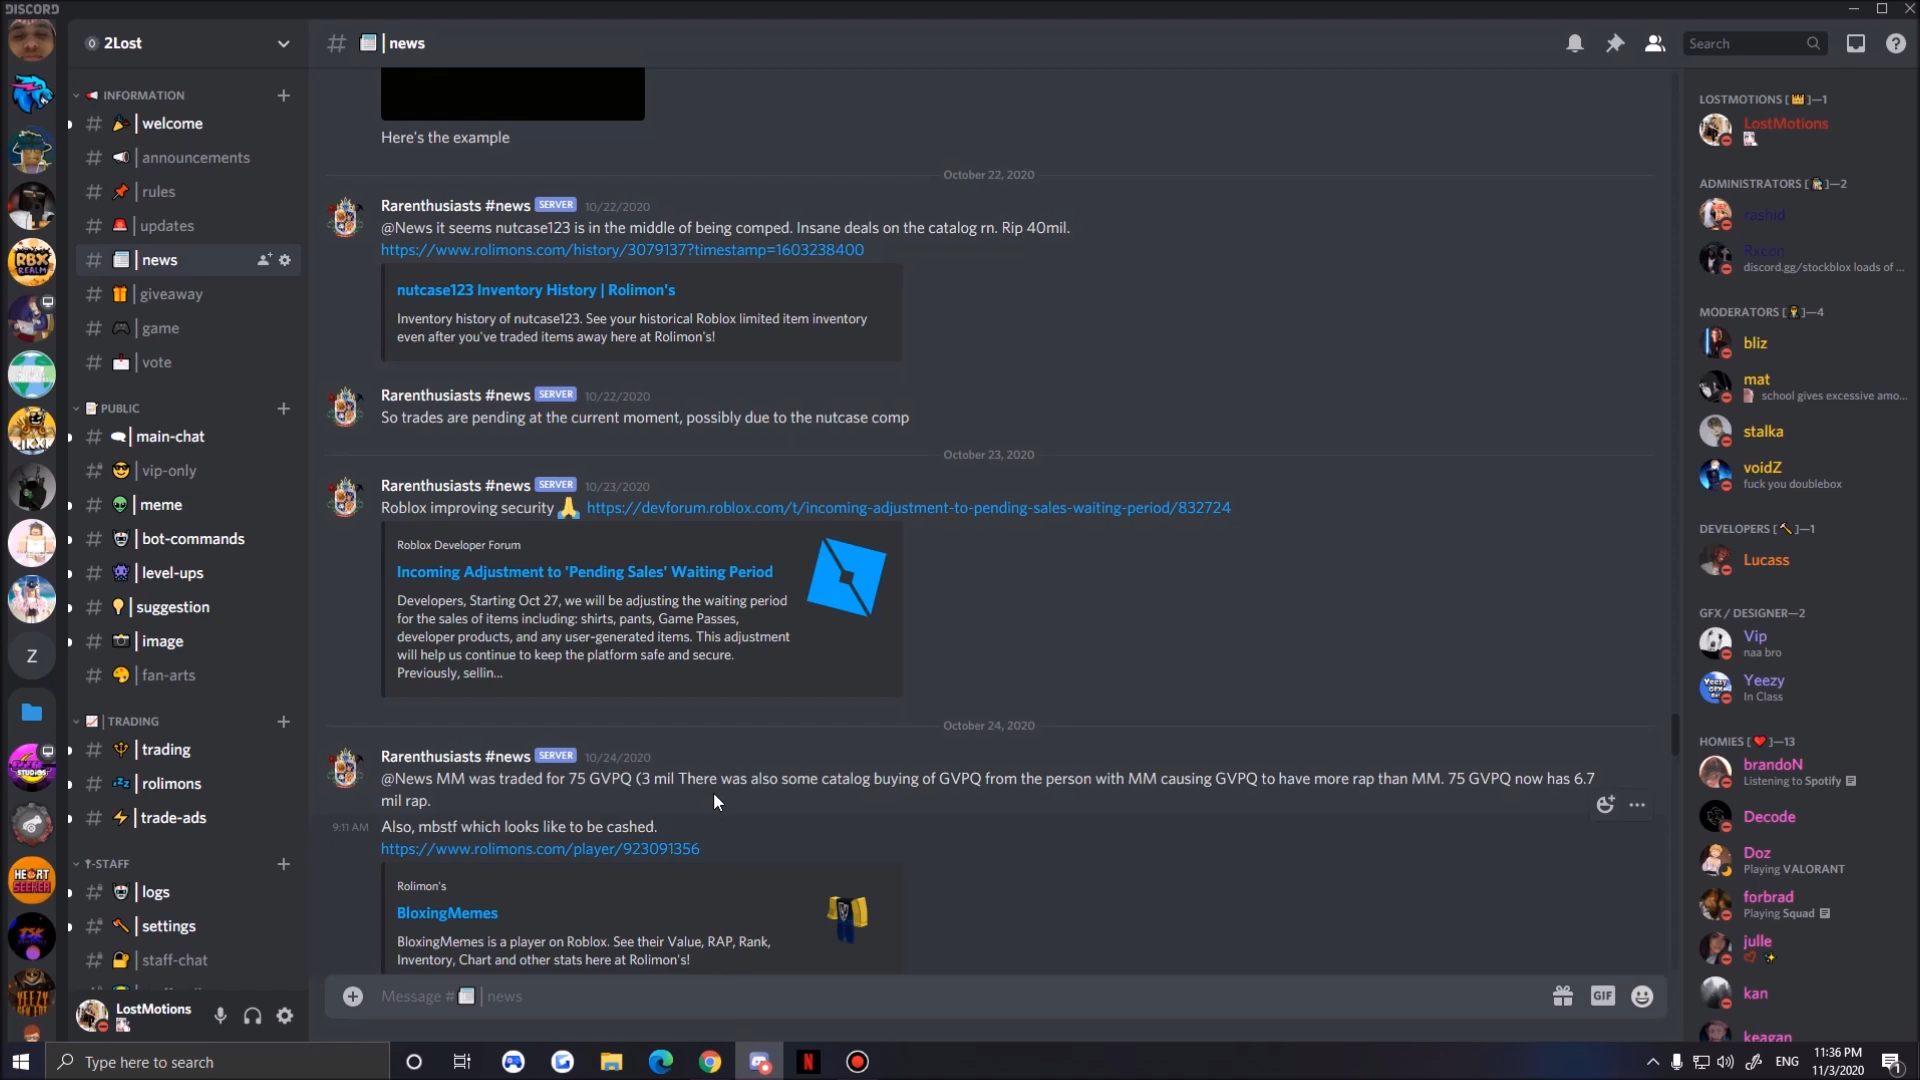 DISCORD
2Lost
INFORMATION
welcome
announcements
rules
updates
news
giveaway
game
vote
PUBLIC
main-chat
vip-only
meme
bot-commands
level-ups
suggestion
image
fan-arts
TRADING
trading
rolimons
trade-ads
-STAFF
logs
settings
staff-chat
LostMotions
RBX
REALM
KIKXK
Z
STUDIOS
HEART
SEEKER
news
Search
Here's the example
October 22, 2020
Rarenthusiasts #news SERVER 10/22/2020
@News it seems nutcase123 is in the middle of being comped. Insane deals on the catalog rn. Rip 40mil.
https://www.rolimons.com/history/3079137?timestamp=1603238400
nutcase123 Inventory History | Rolimon's
Inventory history of nutcase123. See your historical Roblox limited item inventory
even after you've traded items away here at Rolimon's!
Rarenthusiasts #news SERVER 10/22/2020
So trades are pending at the current moment, possibly due to the nutcase comp
October 23, 2020
Rarenthusiasts #news SERVER 10/23/2020
Roblox improving security 🙏 https://devforum.roblox.com/t/incoming-adjustment-to-pending-sales-waiting-period/832724
Roblox Developer Forum
Incoming Adjustment to 'Pending Sales' Waiting Period
Developers, Starting Oct 27, we will be adjusting the waiting period
for the sales of items including: shirts, pants, Game Passes,
developer products, and any user-generated items. This adjustment
will help us continue to keep the platform safe and secure.
Previously, sellin...
October 24, 2020
Rarenthusiasts #news SERVER 10/24/2020
@News MM was traded for 75 GVPQ (3 mil There was also some catalog buying of GVPQ from the person with MM causing GVPQ to have more rap than MM. 75 GVPQ now has 6.7
mil rap.
9:11 AM Also, mbstf which looks like to be cashed.
https://www.rolimons.com/player/923091356
Rolimon's
BloxingMemes
BloxingMemes is a player on Roblox. See their Value, RAP, Rank,
Inventory, Chart and other stats here at Rolimon's!
Message # | news
GIF
LOSTMOTIONS [👑]—1
LostMotions
ADMINISTRATORS [ ]—2
rashid
Rxcon
discord.gg/stockblox loads of ...
MODERATORS [ ]—4
bliz
mat
school gives excessive amo...
stalka
voidZ
fuck you doublebox
DEVELOPERS [🔨]—1
Lucass
GFX / DESIGNER—2
Vip
naa bro
Yeezy
In Class
HOMIES [❤]—13
brandoN
Listening to Spotify
Decode
Doz
Playing VALORANT
forbrad
Playing Squad
julle
kan
keagan
Type here to search
N
ENG
11:36 PM
11/3/2020
1